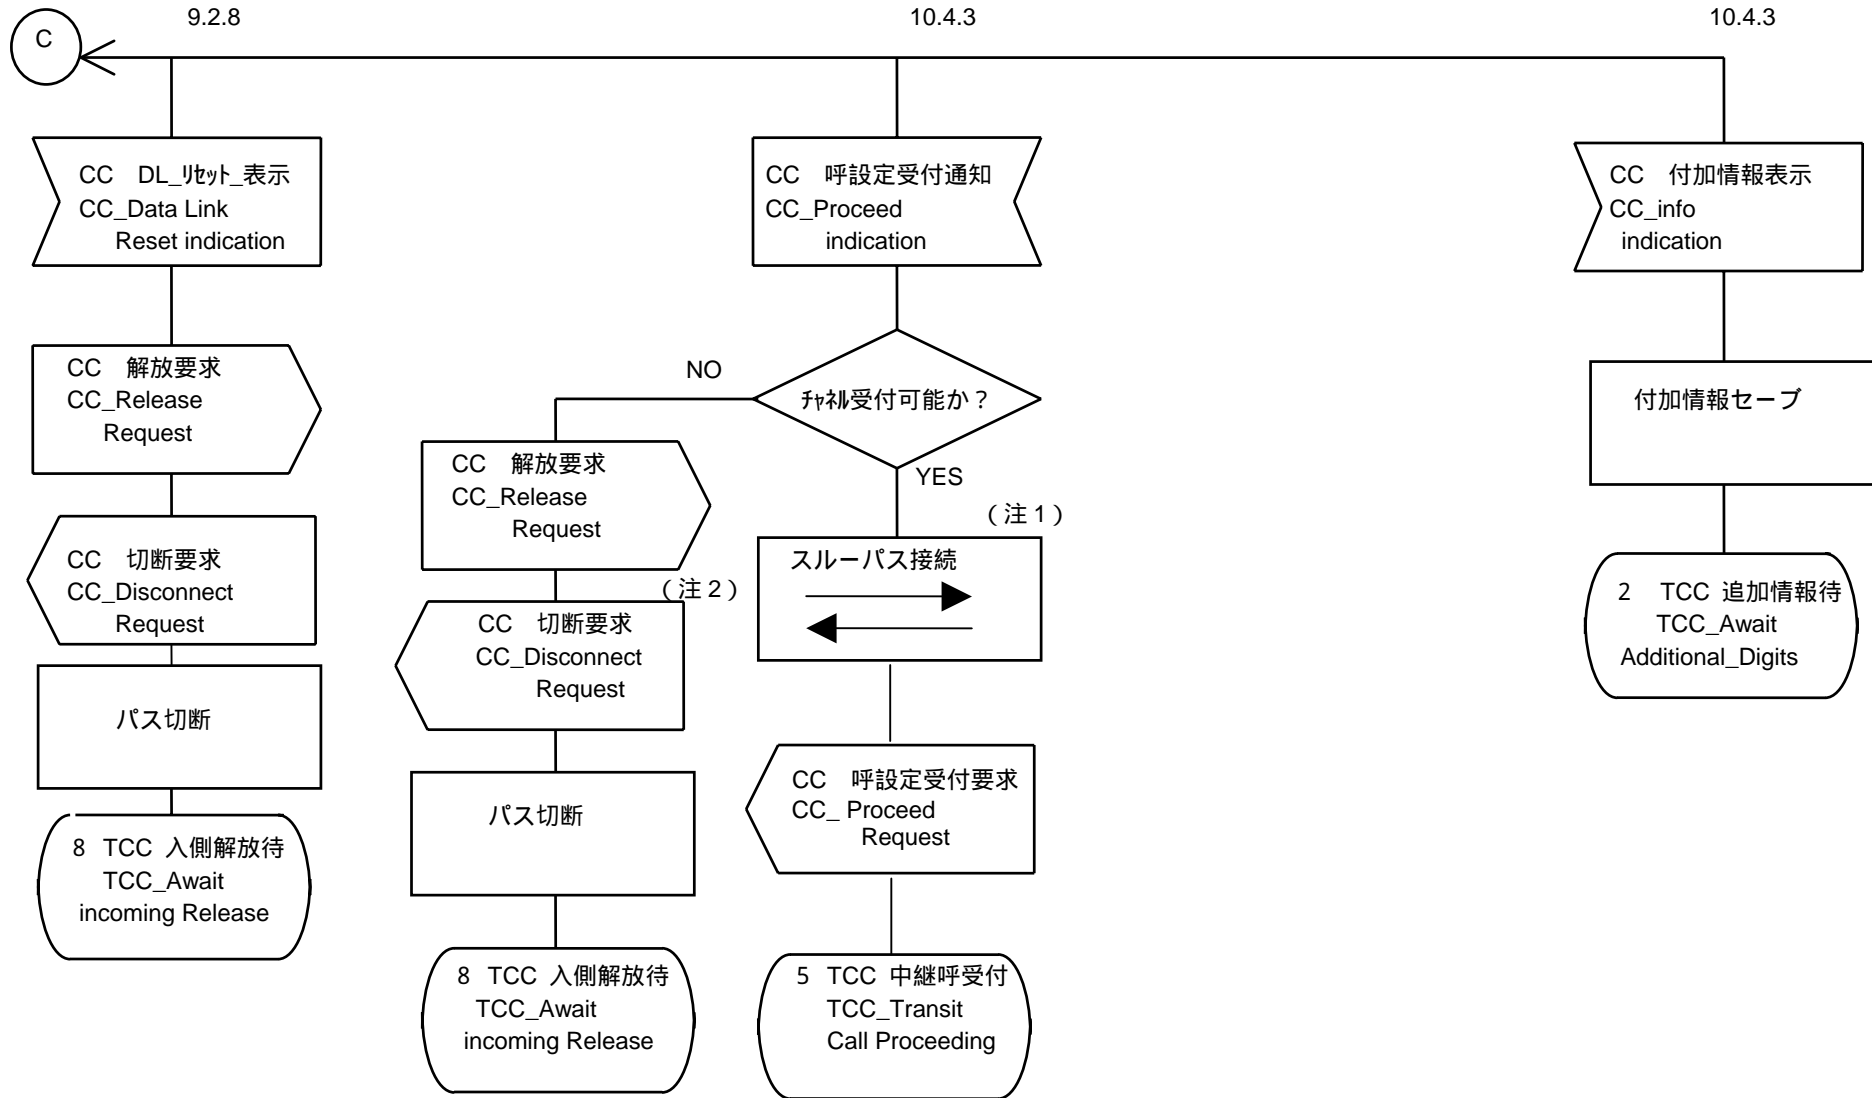 C
9.2.8
10.4.3
10.4.3
CC DL_ﾘｾｯﾄ_表示
CC_Data Link
Reset indication
CC 解放要求
CC_Release
Request
CC 切断要求
CC_Disconnect
Request
パス切断
8 TCC 入側解放待
TCC_Await
incoming Release
CC 呼設定受付通知
CC_Proceed
indication
ﾁｬﾈﾙ受付可能か？
NO
YES
CC 解放要求
CC_Release
Request
（注２）
CC 切断要求
CC_Disconnect
Request
パス切断
8 TCC 入側解放待
TCC_Await
incoming Release
（注１）
スルーパス接続
CC 呼設定受付要求
CC_ Proceed
Request
5 TCC 中継呼受付
TCC_Transit
Call Proceeding
CC 付加情報表示
CC_info
indication
付加情報セーブ
2 TCC 追加情報待
TCC_Await
Additional_Digits